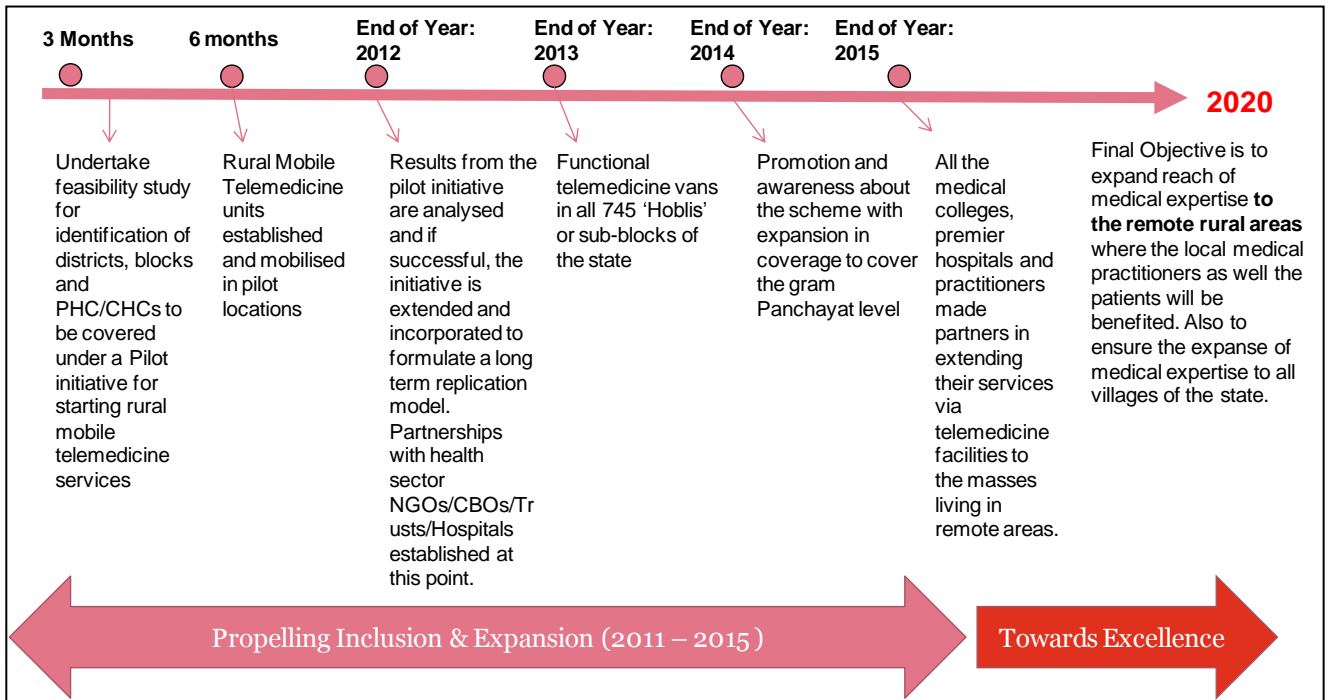 3 Months
6 months
End of Year:
2012
End of Year:
2013
End of Year:
2014
End of Year:
2015
2020
Undertake
feasibility study
for
identification of
districts, blocks
and
PHC/CHCs to
be covered
under a Pilot
initiative for
starting rural
mobile
telemedicine
services
Rural Mobile
Telemedicine
units
established
and mobilised
in pilot
locations
Results from the
pilot initiative
are analysed
and if
successful, the
initiative is
extended and
incorporated to
formulate a long
term replication
model.
Partnerships
with health
sector
NGOs/CBOs/Tr
usts/Hospitals
established at
this point.
Functional
telemedicine vans
in all 745 ‘Hoblis’
or sub-blocks of
the state
Promotion and
awareness about
the scheme with
expansion in
coverage to cover
the gram
Panchayat level
All the
medical
colleges,
premier
hospitals and
practitioners
made
partners in
extending
their services
via
telemedicine
facilities to
the masses
living in
remote areas.
Final Objective is to
expand reach of
medical expertise to
the remote rural areas
where the local medical
practitioners as well the
patients will be
benefited. Also to
ensure the expanse of
medical expertise to all
villages of the state.
Propelling Inclusion & Expansion (2011 – 2015 )
Towards Excellence